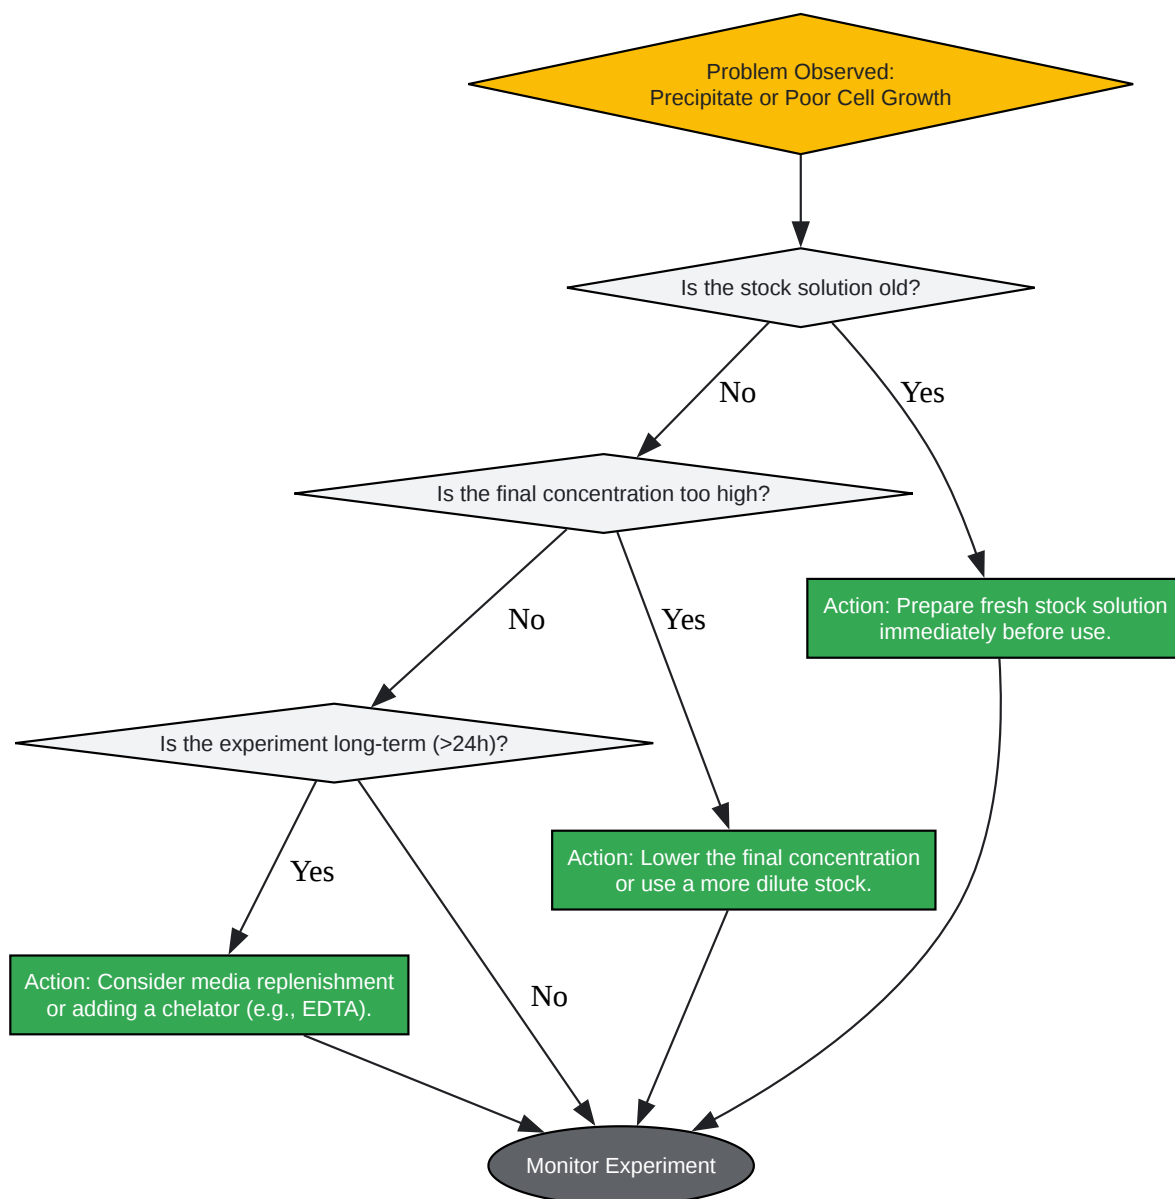 Problem Observed:
Precipitate or Poor Cell Growth
Is the stock solution old?
No
Yes
Is the final concentration too high?
Action: Prepare fresh stock solution
immediately before use.
No
Yes
Is the experiment long-term (>24h)?
Action: Lower the final concentration
or use a more dilute stock.
Yes
Action: Consider media replenishment
or adding a chelator (e.g., EDTA).
No
Monitor Experiment